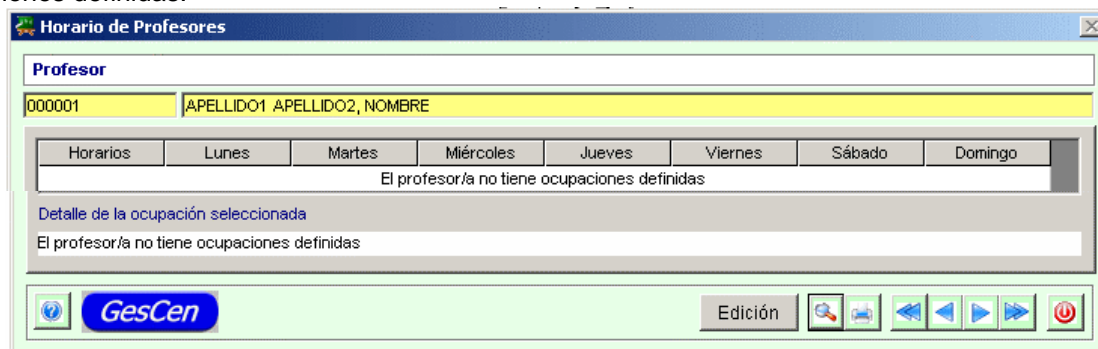 Horario de Profesores
Profesor
000001 APELLIDO1 APELLIDO2, NOMBRE
Horarios Lunes Martes Miércoles Jueves Viernes Sábado Domingo
El profesor/a no tiene ocupaciones definidas
Detalle de la ocupación seleccionada
El profesor/a no tiene ocupaciones definidas
GesCen Edición